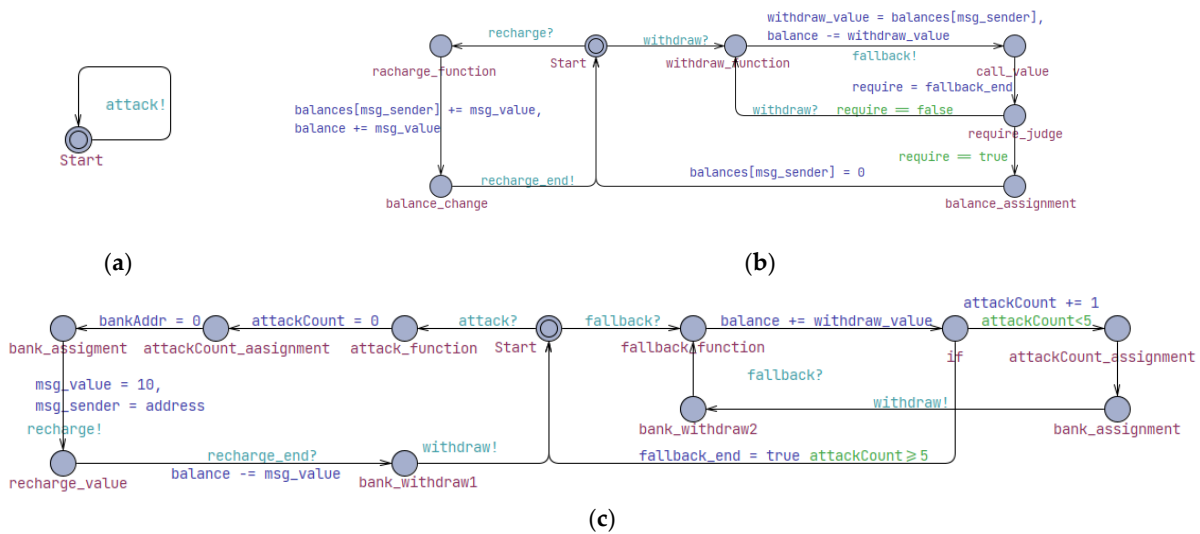 attack!
Start
(a)
recharge?
Start
withdraw?
withdraw_value = balances[msg_sender],
balance -= withdraw_value
fallback!
racharge_function
withdraw_function
call_value
require = fallback_end
balances[msg_sender] += msg_value,
balance += msg_value
withdraw?
require == false
require_judge
require == true
recharge_end!
balances[msg_sender] = 0
balance_change
balance_assignment
(b)
bankAddr = 0
attackCount = 0
attack?
fallback?
balance += withdraw_value
attackCount += 1
attackCount<5
bank_assigment
attackCount_aasignment
attack_function
Start
fallback_function
if
attackCount_assignment
msg_value = 10,
msg_sender = address
recharge!
fallback?
withdraw!
bank_withdraw2
bank_assignment
recharge_end?
balance -= msg_value
withdraw!
fallback_end = true
attackCount≥5
recharge_value
bank_withdraw1
(c)